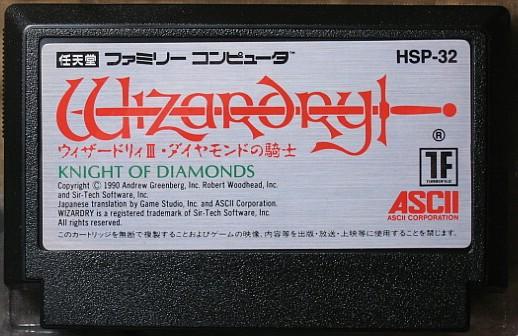 任天堂 ファミリー コンピュータ™ HSP-32
Wizardry
®
ウィザードリィⅢ・ダイヤモンドの騎士
KNIGHT OF DIAMONDS
Copyright Ⓒ 1990 Andrew Greenberg, Inc. Robert Woodhead, Inc.
and Sir-Tech Software, Inc.
Japanese translation by Game Studio, Inc. and ASCII Corporation.
WIZARDRY is a registered trademark of Sir-Tech Software, Inc.
All rights reserved.
TF
TURBO FILE
ASCII
ASCII CORPORATION
このカートリッジを無断で複製することおよびゲームの映像、内容等を出版・放送・上映等に使用することを禁じます。